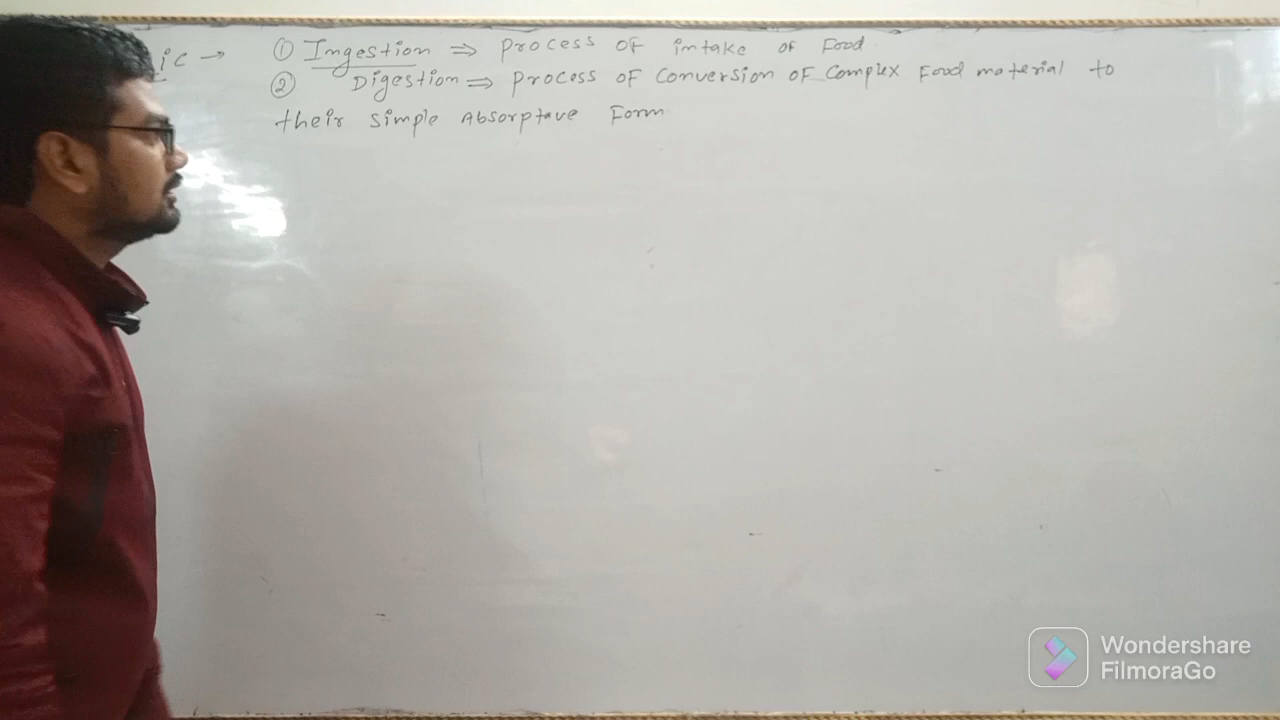 ic → ① Ingestion ⇒ process of intake of Food.
② Digestion ⇒ process of conversion of complex Food material to
their simple Absorptave Form.
Wondershare
FilmoraGo